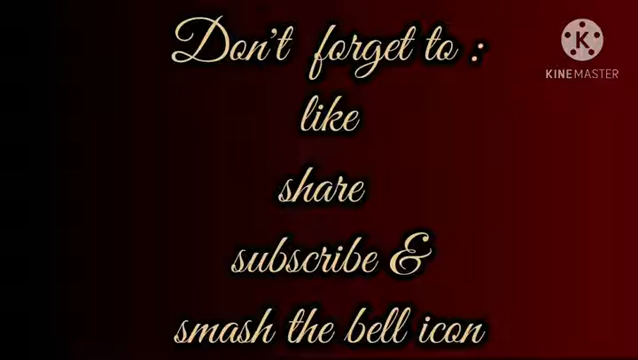 Don't forget to :
KINEMASTER
like
share
subscribe &
smash the bell icon